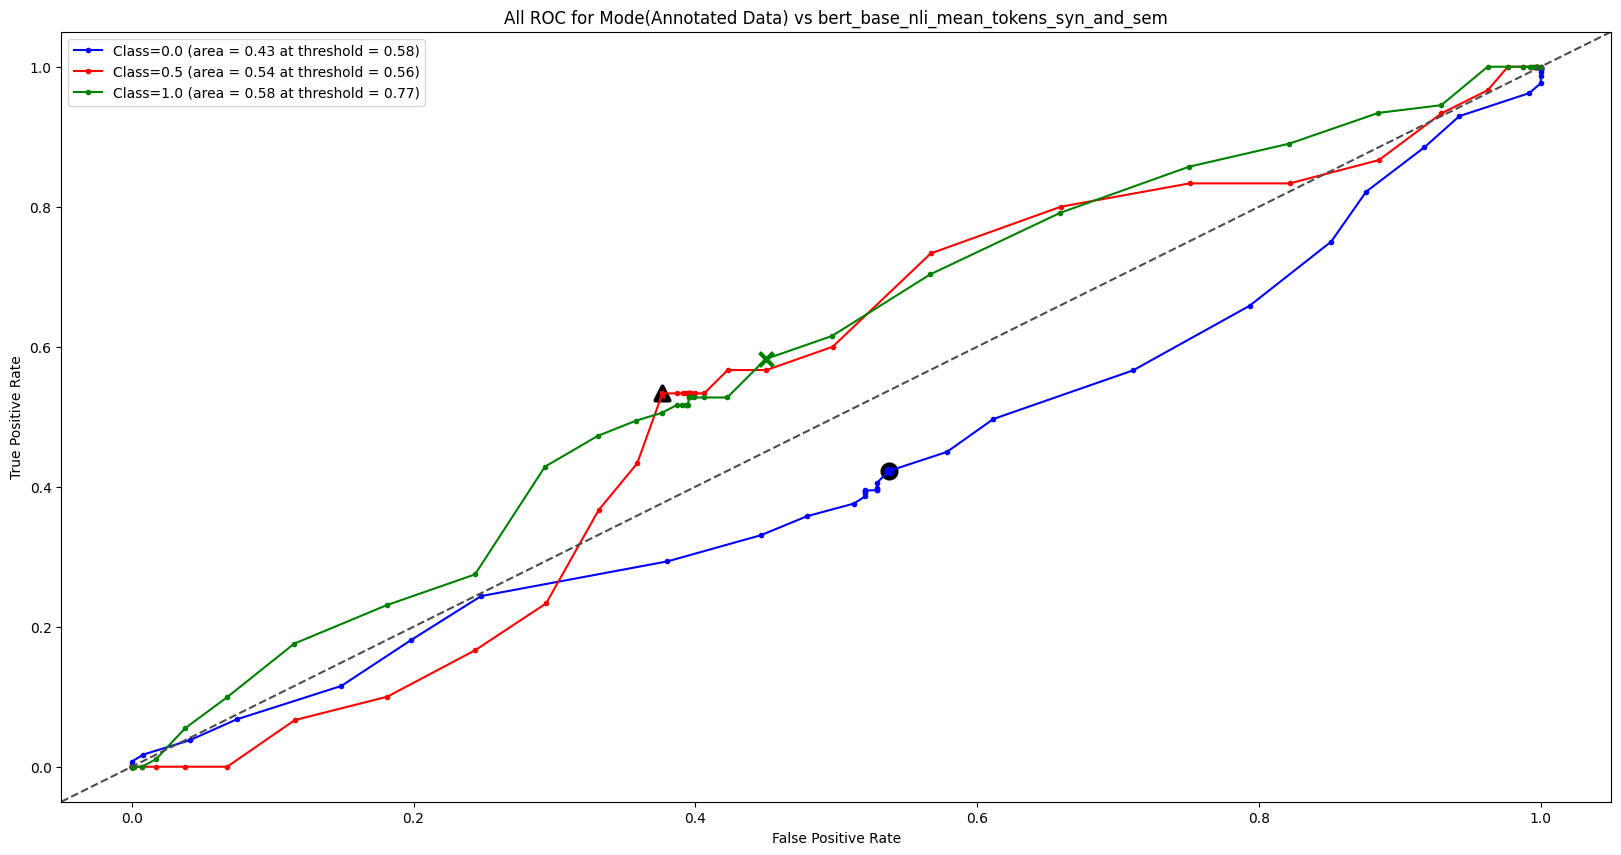 All ROC for Mode(Annotated Data) vs bert_base_nli_mean_tokens_syn_and_sem
Class=0.0 (area = 0.43 at threshold = 0.58)
Class=0.5 (area = 0.54 at threshold = 0.56)
Class=1.0 (area = 0.58 at threshold = 0.77)
True Positive Rate
1.0
0.8
0.6
0.4
0.2
0.0
0.0 0.2 0.4 0.6 0.8 1.0
False Positive Rate